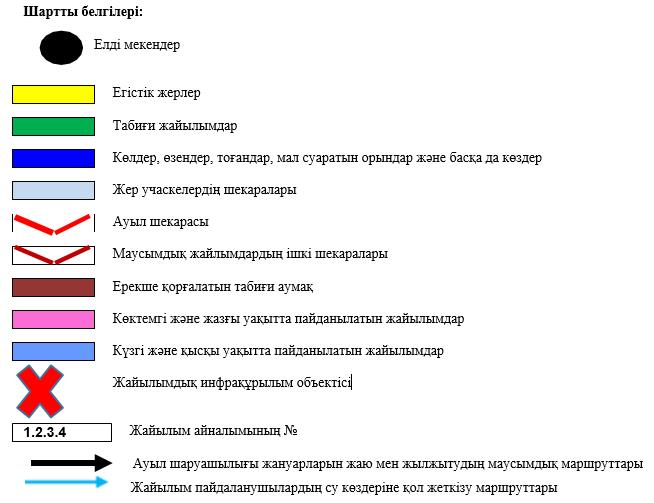 Шартты белгілері:
Елді мекендер
Егістік жерлер
Табиғи жайылымдар
Көлдер, өзендер, тоғандар, мал суаратын орындар және басқа да көздер
Жер учаскелердің шекаралары
Ауыл шекарасы
Маусымдық жайлымдардың ішкі шекаралары
Ерекше қорғалатын табиғи аумақ
Көктемгі және жазғы уақытта пайданылатын жайылымдар
Күзгі және қысқы уақытта пайданылатын жайылымдар
Жайылымдық инфрақұрылым объектісі
1.2.3.4 Жайылым айналымының №
Ауыл шаруашылығы жануарларын жаю мен жылжытудың маусымдық маршруттары
Жайылым пайдаланушылардың су көздеріне қол жеткізу маршруттары